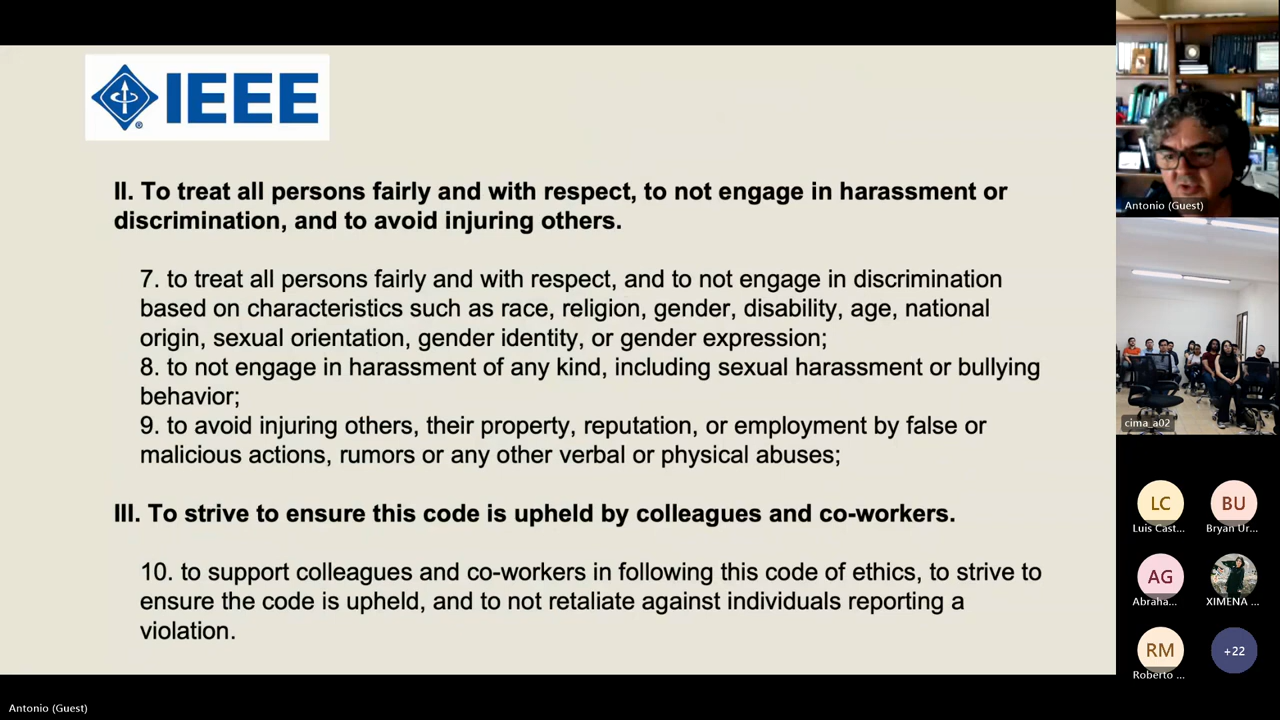 IEEE
®
II. To treat all persons fairly and with respect, to not engage in harassment or
discrimination, and to avoid injuring others.
7. to treat all persons fairly and with respect, and to not engage in discrimination
based on characteristics such as race, religion, gender, disability, age, national
origin, sexual orientation, gender identity, or gender expression;
8. to not engage in harassment of any kind, including sexual harassment or bullying
behavior;
9. to avoid injuring others, their property, reputation, or employment by false or
malicious actions, rumors or any other verbal or physical abuses;
III. To strive to ensure this code is upheld by colleagues and co-workers.
10. to support colleagues and co-workers in following this code of ethics, to strive to
ensure the code is upheld, and to not retaliate against individuals reporting a
violation.
Antonio (Guest)
cima_a02
LC
BU
Luis Cast...
Bryan Ur...
AG
Abraha...
XIMENA ...
RM
+22
Roberto ...
Antonio (Guest)